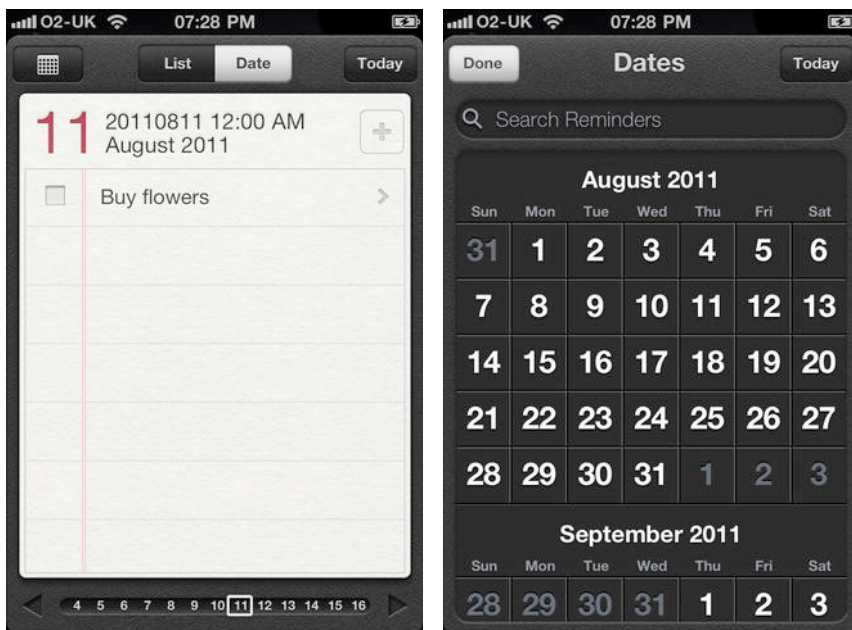 O2-UK 07:28 PM
List Date Today
11
20110811 12:00 AM
August 2011
Buy flowers
4 5 6 7 8 9 10 11 12 13 14 15 16
O2-UK 07:28 PM
Done Dates Today
Search Reminders
August 2011
Sun Mon Tue Wed Thu Fri Sat
31 1 2 3 4 5 6
7 8 9 10 11 12 13
14 15 16 17 18 19 20
21 22 23 24 25 26 27
28 29 30 31 1 2 3
September 2011
Sun Mon Tue Wed Thu Fri Sat
28 29 30 31 1 2 3